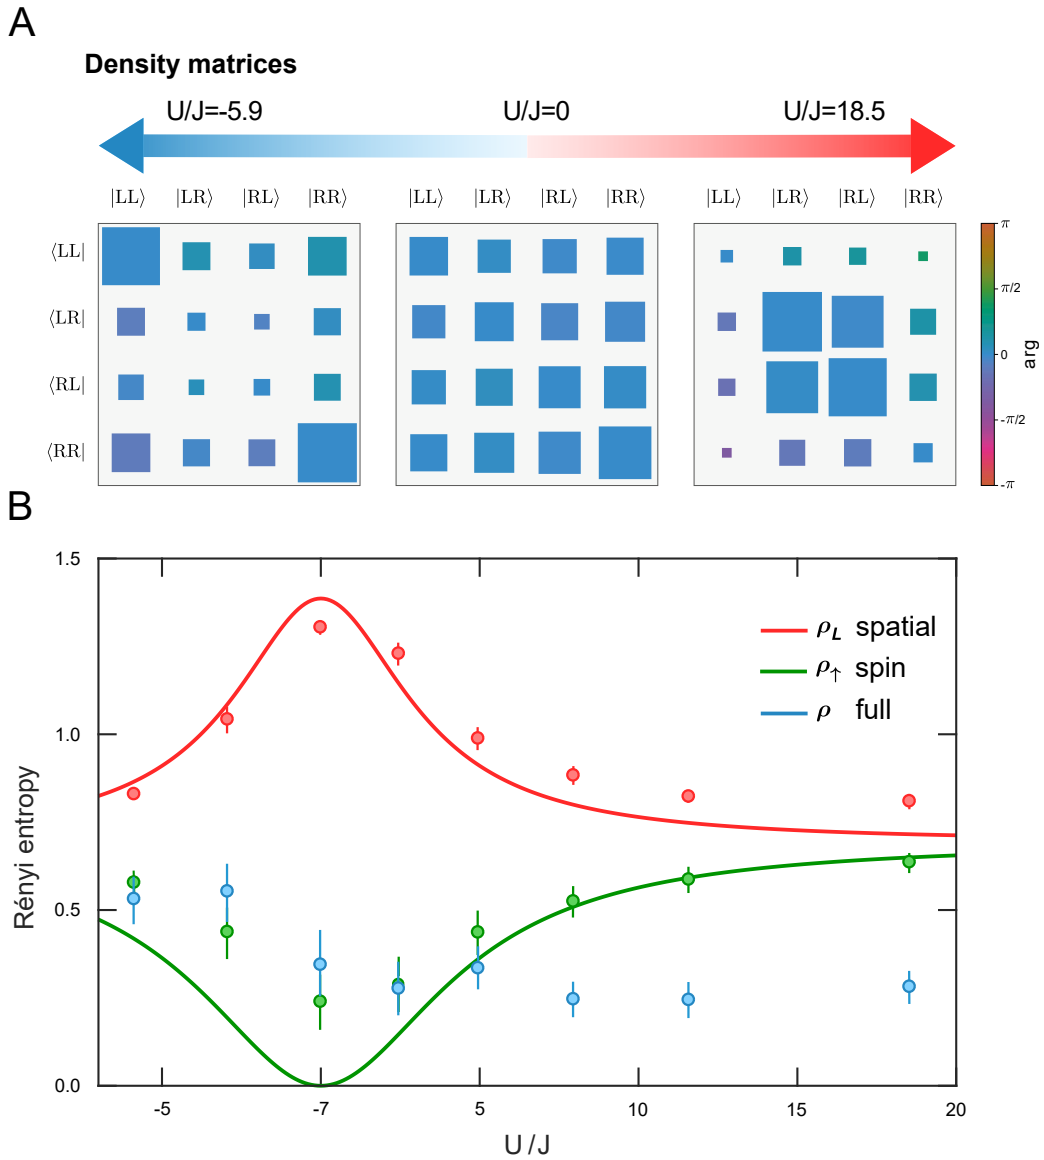 A
Density matrices
U/J=-5.9 U/J=0 U/J=18.5
|LL⟩ |LR⟩ |RL⟩ |RR⟩ |LL⟩ |LR⟩ |RL⟩ |RR⟩ |LL⟩ |LR⟩ |RL⟩ |RR⟩
⟨LL|
⟨LR|
⟨RL|
⟨RR|
π
π/2
0
-π/2
-π
arg
B
1.5
1.0
0.5
0.0
Rényi entropy
ρL spatial
ρ↑ spin
ρ full
-5 -7 5 10 15 20
U/J